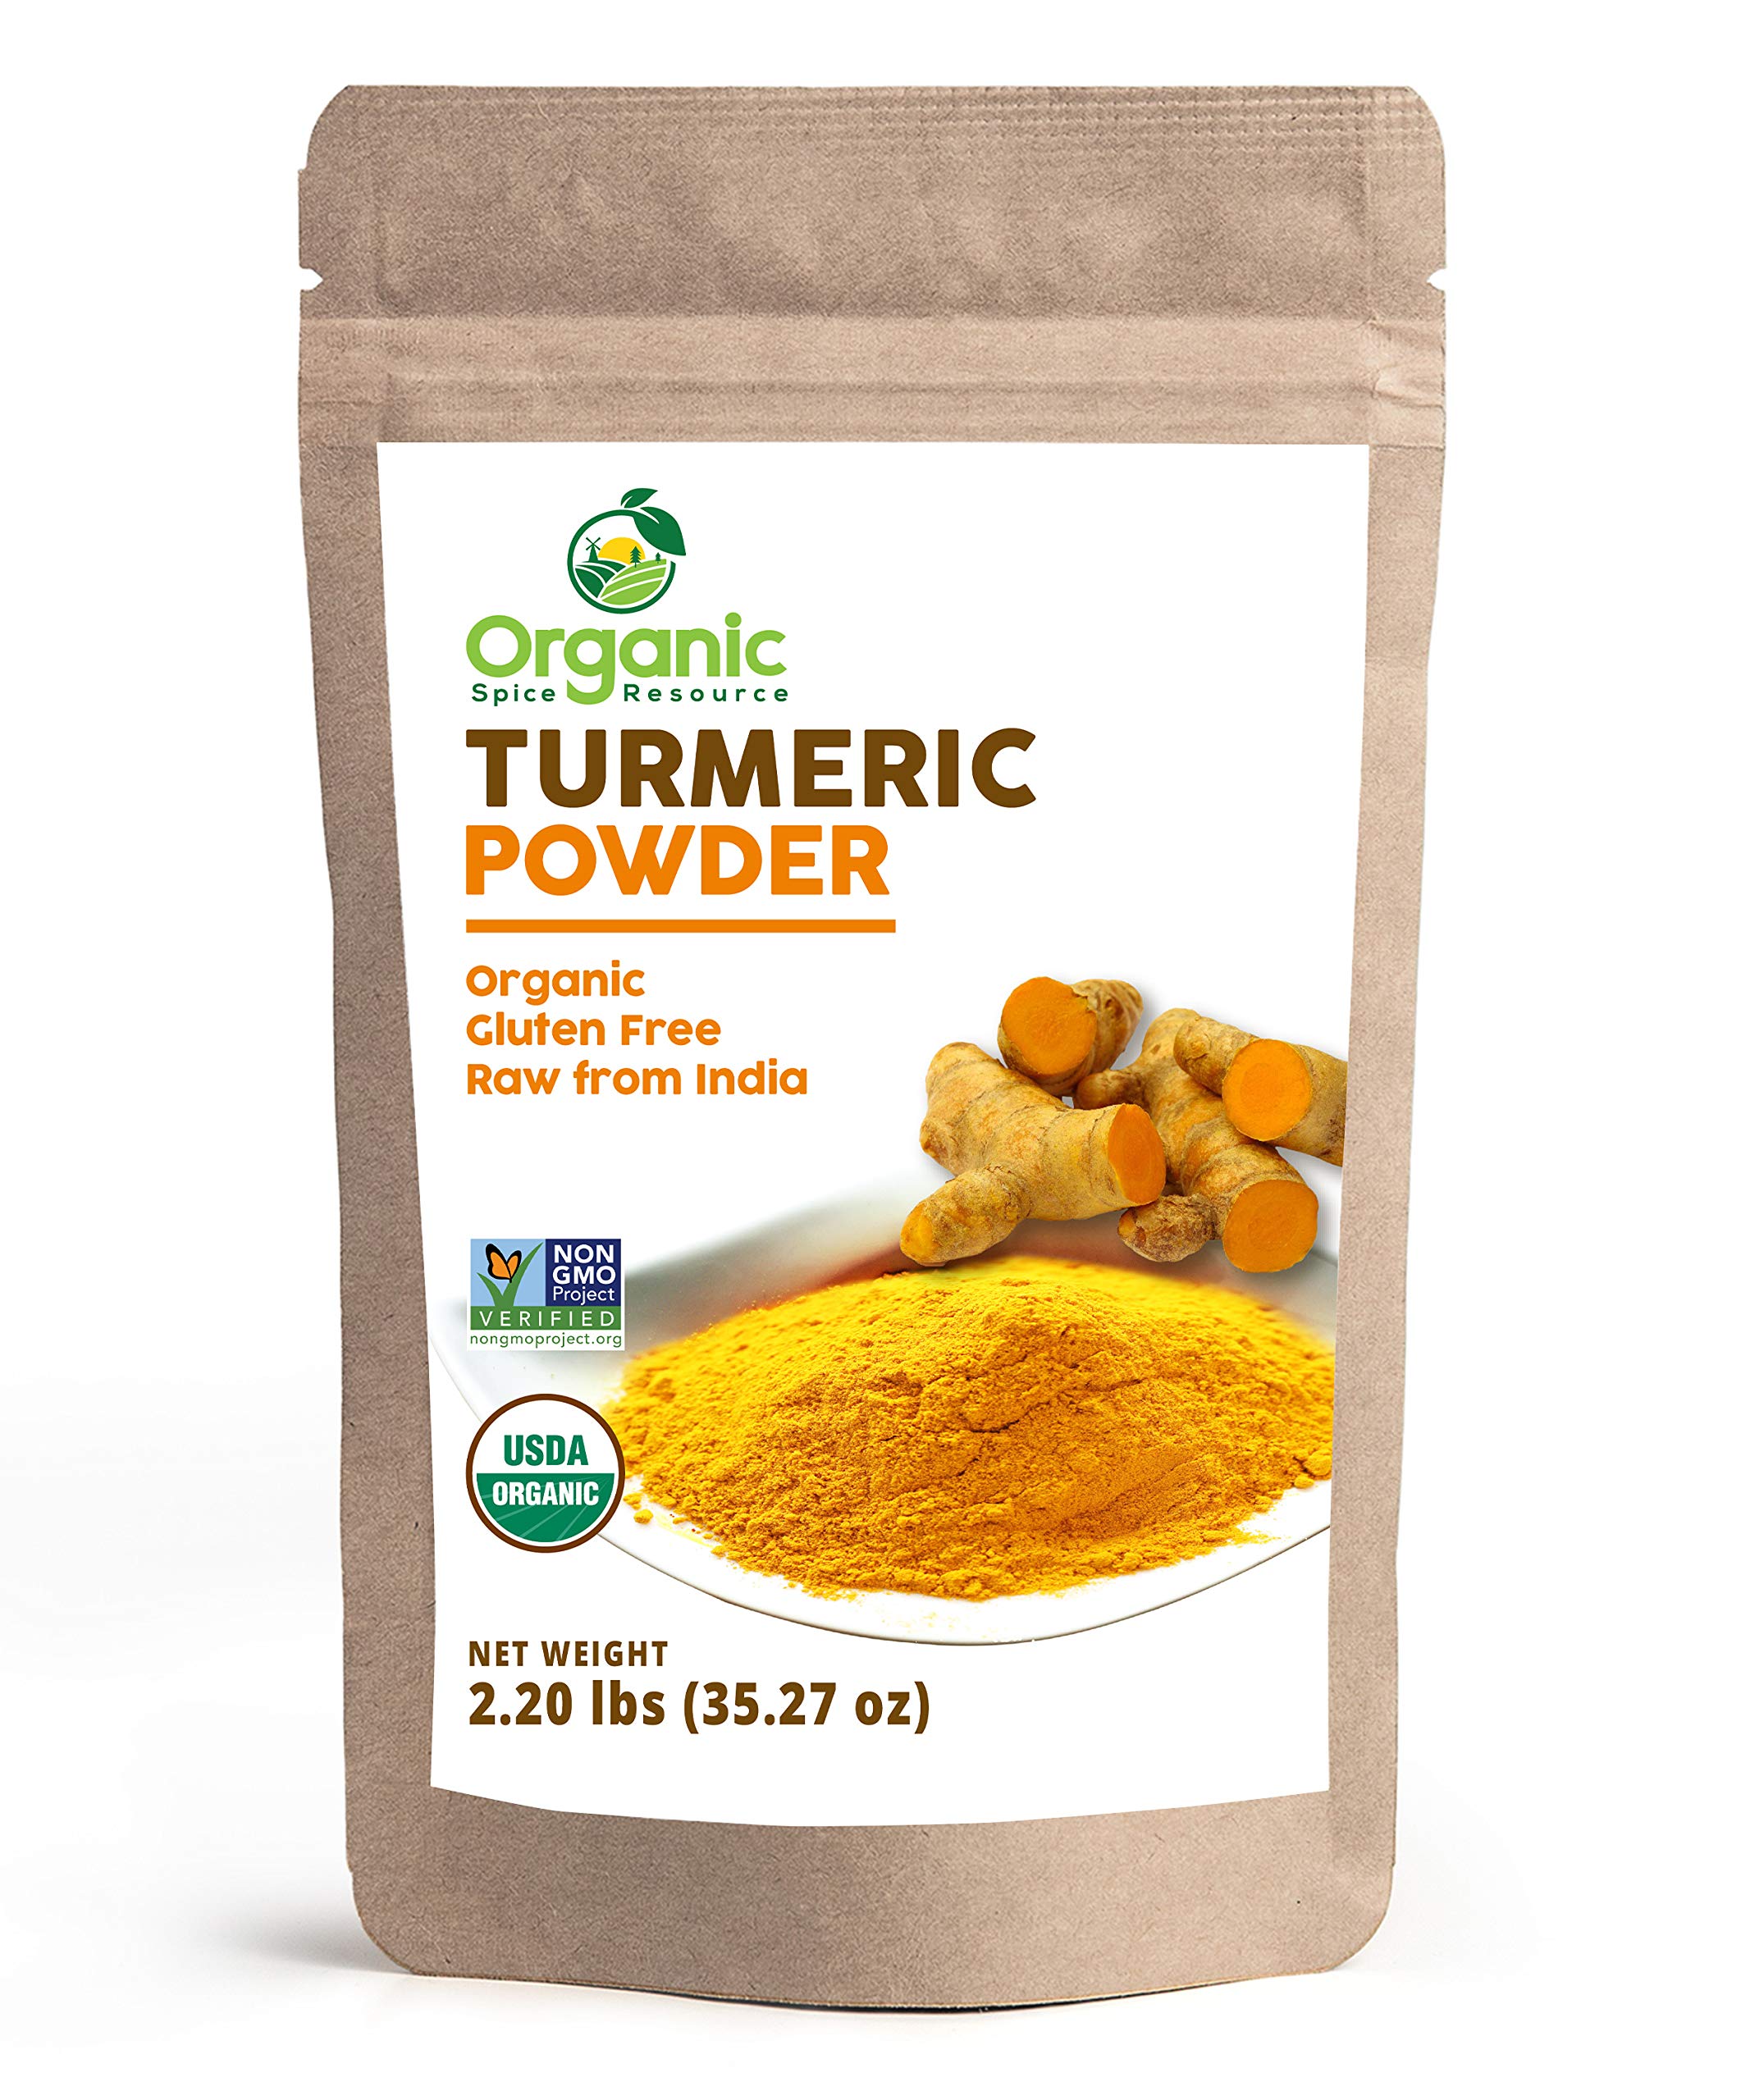 Organic
Spice Resource
TURMERIC
POWDER
Organic
Gluten Free
Raw from India
NON
GMO
Project
VERIFIED
nongmoproject.org
USDA
ORGANIC
NET WEIGHT
2.20 lbs (35.27 oz)